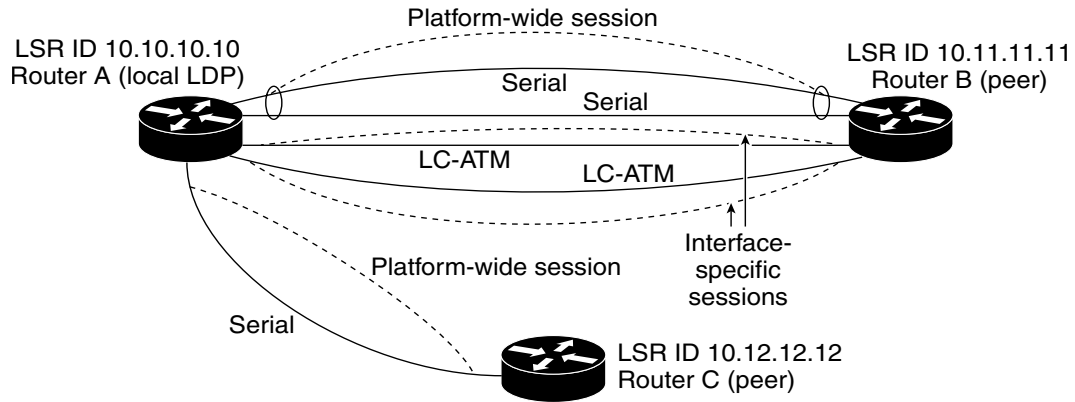 Platform-wide session
LSR ID 10.10.10.10
Router A (local LDP)
LSR ID 10.11.11.11
Router B (peer)
Serial
Serial
LC-ATM
LC-ATM
Interface-
specific
sessions
Platform-wide session
Serial
LSR ID 10.12.12.12
Router C (peer)